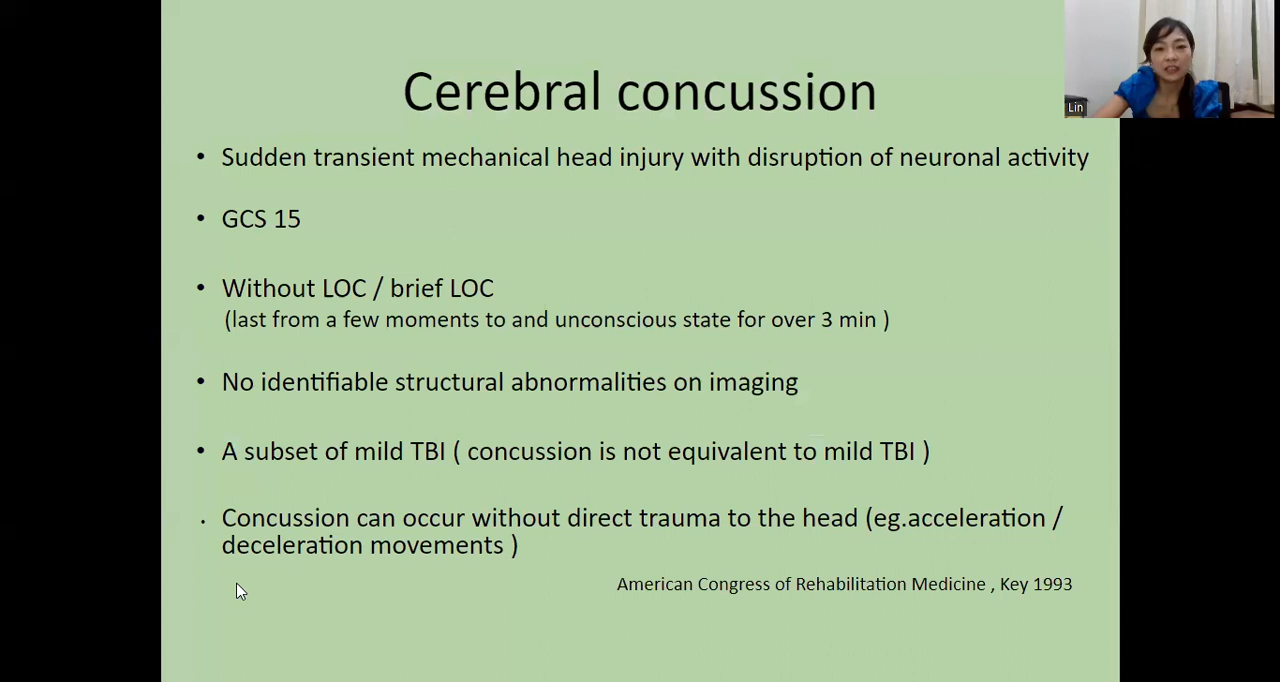 Cerebral concussion
Lin
• Sudden transient mechanical head injury with disruption of neuronal activity
• GCS 15
• Without LOC / brief LOC
(last from a few moments to and unconscious state for over 3 min )
• No identifiable structural abnormalities on imaging
• A subset of mild TBI ( concussion is not equivalent to mild TBI )
• Concussion can occur without direct trauma to the head (eg.acceleration /
deceleration movements )
American Congress of Rehabilitation Medicine , Key 1993